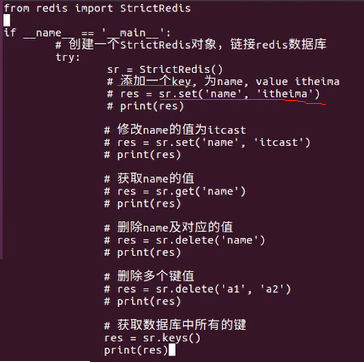 from redis import StrictRedis
if __name__ == '__main__':
# 创建一个StrictRedis对象，链接redis数据库
try:
sr = StrictRedis()
# 添加一个key, 为name, value itheima
# res = sr.set('name', 'itheima')
# print(res)
# 修改name的值为itcast
# res = sr.set('name', 'itcast')
# print(res)
# 获取name的值
# res = sr.get('name')
# print(res)
# 删除name及对应的值
# res = sr.delete('name')
# print(res)
# 删除多个键值
# res = sr.delete('a1', 'a2')
# print(res)
# 获取数据库中所有的键
res = sr.keys()
print(res)